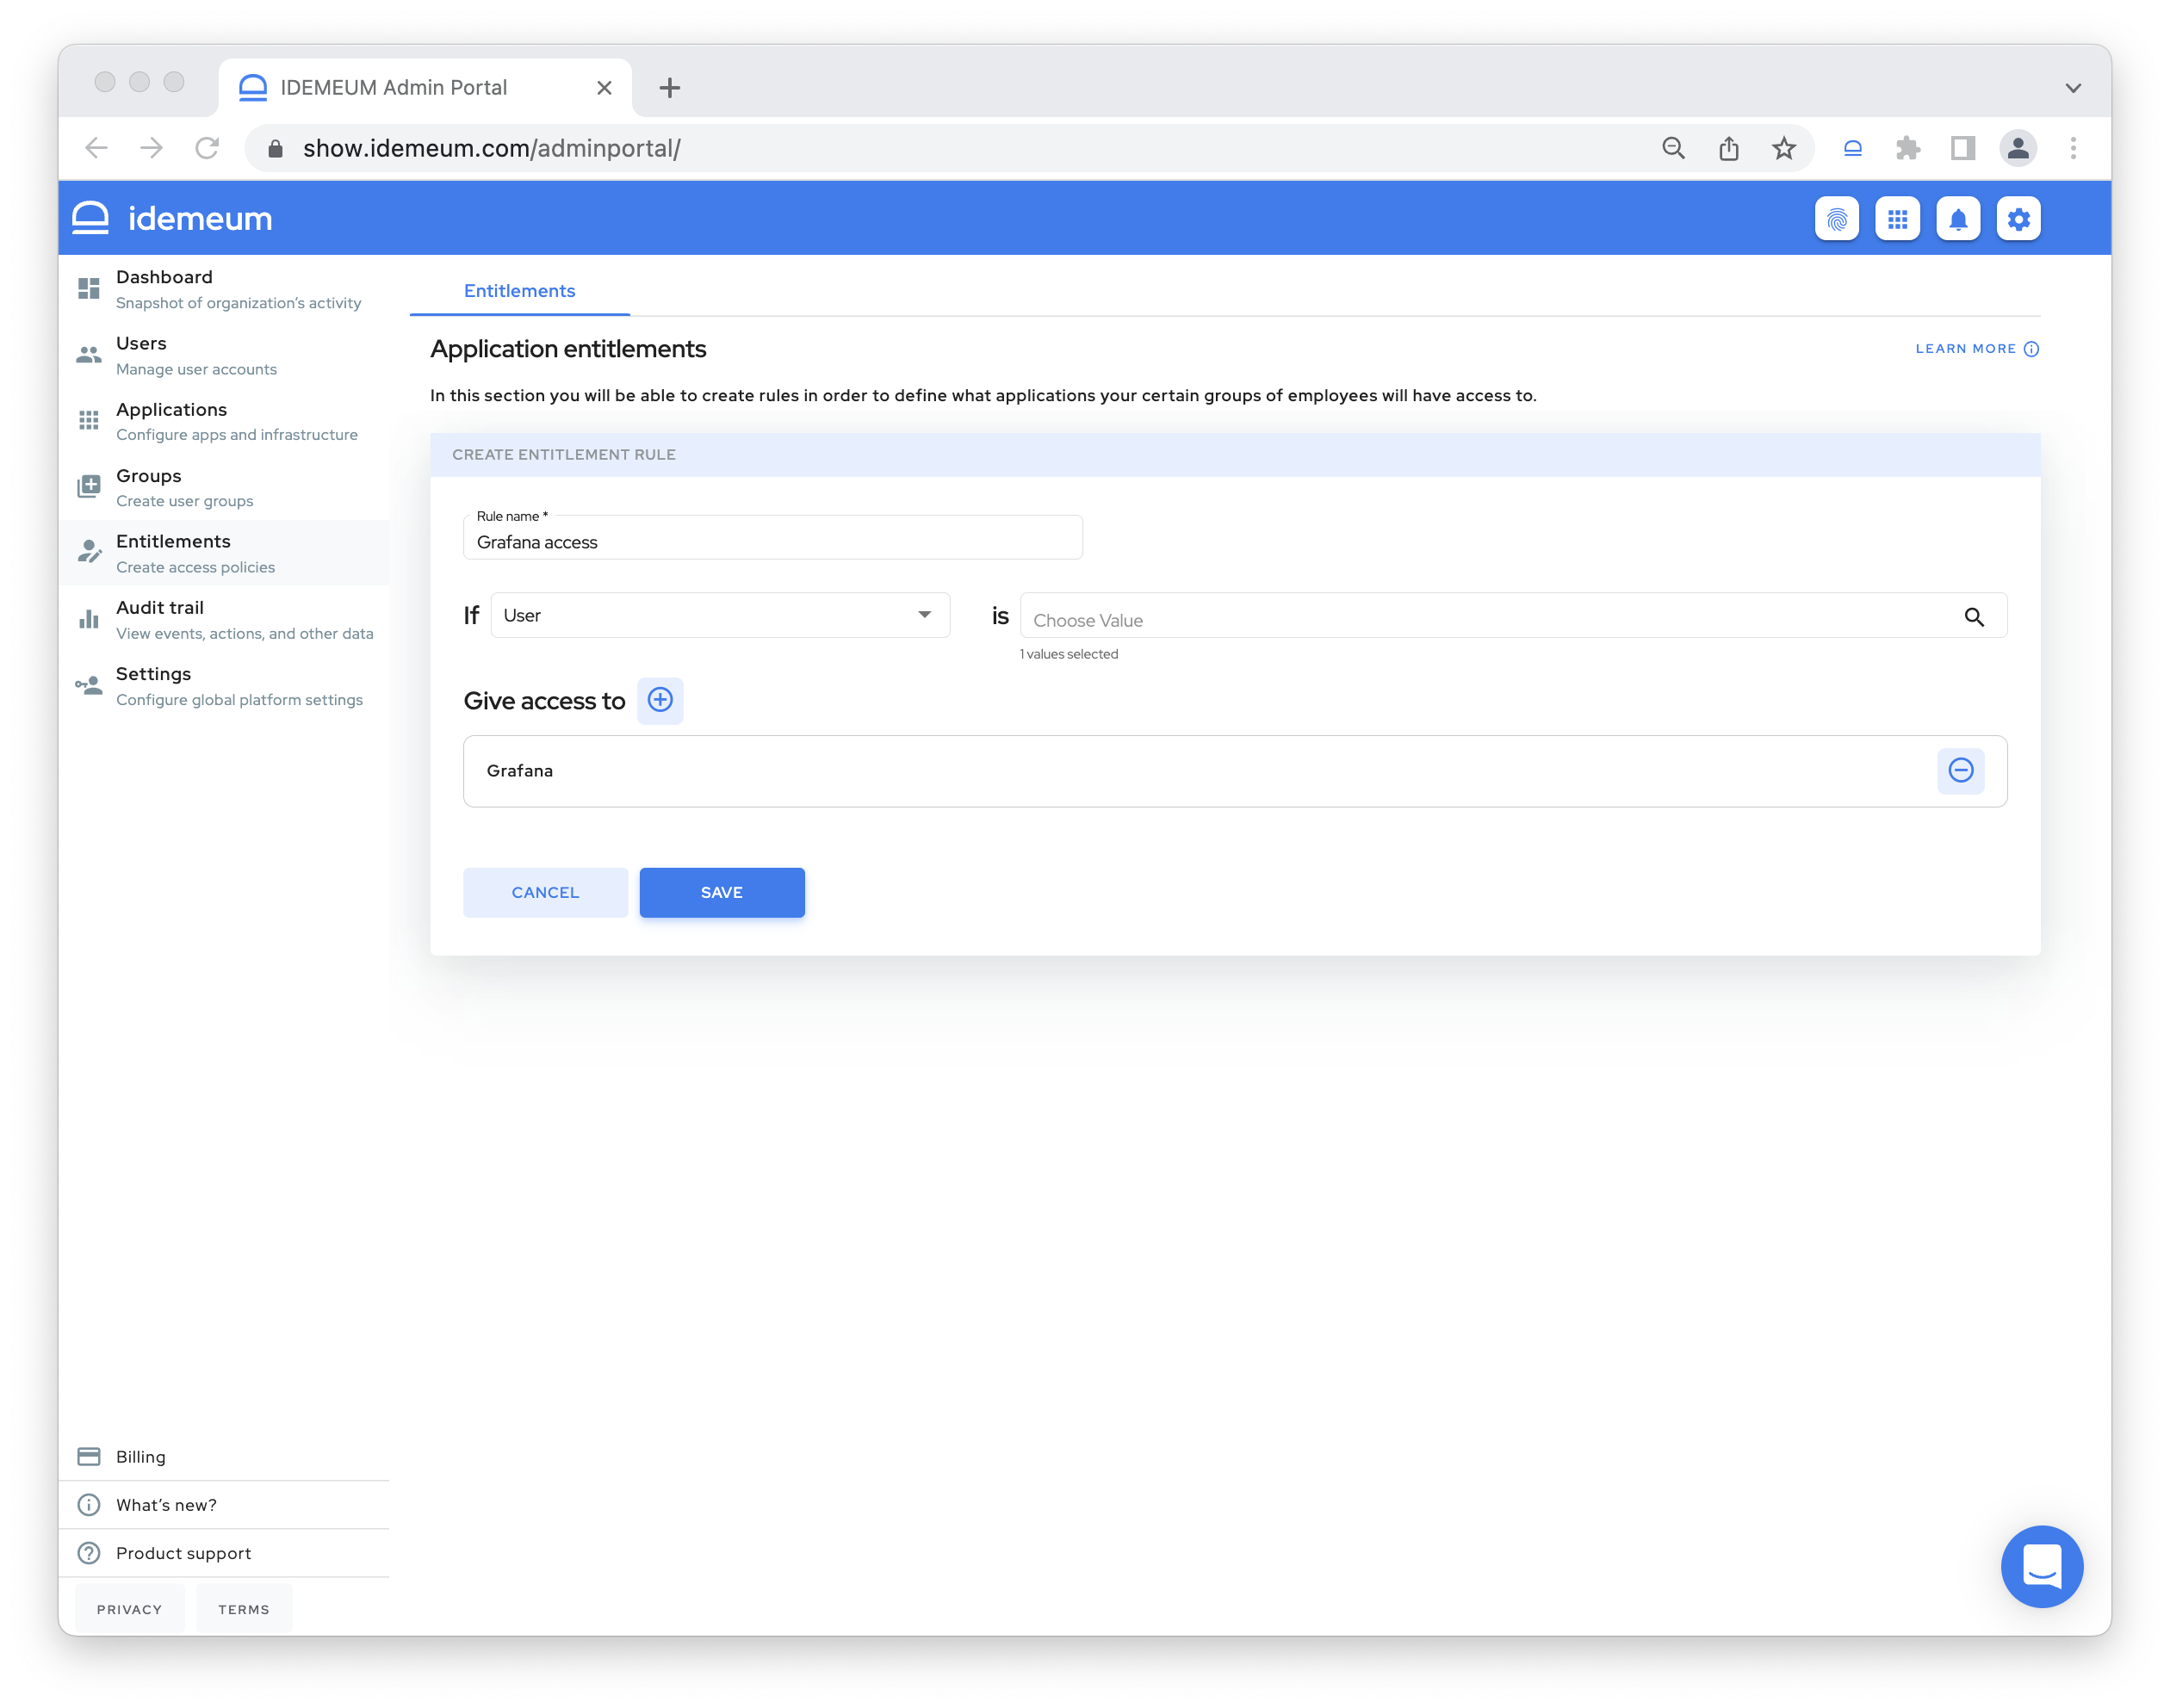 IDEMEUM Admin Portal
show.idemeum.com/adminportal/
idemeum
Dashboard
Snapshot of organization's activity
Users
Manage user accounts
Applications
Configure apps and infrastructure
Groups
Create user groups
Entitlements
Create access policies
Audit trail
View events, actions, and other data
Settings
Configure global platform settings
Billing
What's new?
Product support
PRIVACY TERMS
Entitlements
Application entitlements
LEARN MORE
In this section you will be able to create rules in order to define what applications your certain groups of employees will have access to.
CREATE ENTITLEMENT RULE
Rule name *
Grafana access
If User is Choose Value
1 values selected
Give access to
Grafana
CANCEL SAVE